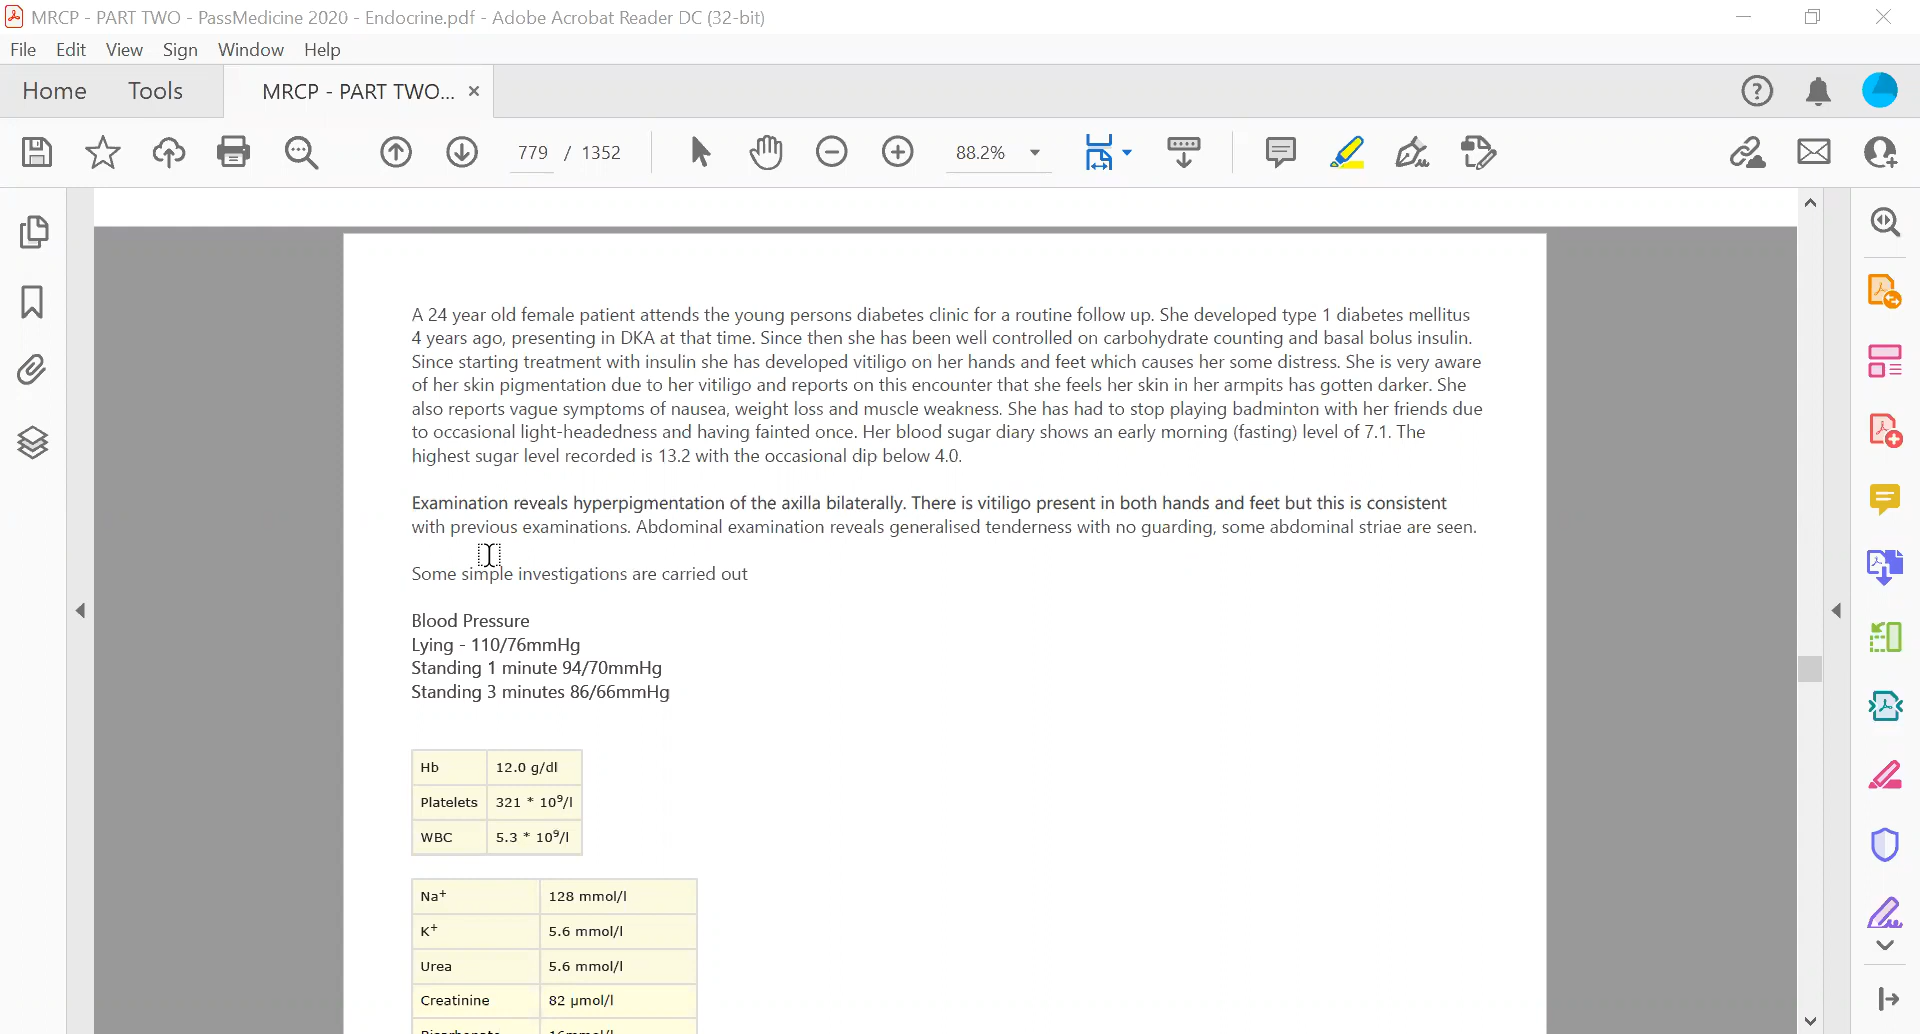 MRCP - PART TWO - PassMedicine 2020 - Endocrine.pdf - Adobe Acrobat Reader DC (32-bit)
File Edit View Sign Window Help
Home Tools MRCP - PART TWO... ×
779 / 1352 88.2%
A 24 year old female patient attends the young persons diabetes clinic for a routine follow up. She developed type 1 diabetes mellitus
4 years ago, presenting in DKA at that time. Since then she has been well controlled on carbohydrate counting and basal bolus insulin.
Since starting treatment with insulin she has developed vitiligo on her hands and feet which causes her some distress. She is very aware
of her skin pigmentation due to her vitiligo and reports on this encounter that she feels her skin in her armpits has gotten darker. She
also reports vague symptoms of nausea, weight loss and muscle weakness. She has had to stop playing badminton with her friends due
to occasional light-headedness and having fainted once. Her blood sugar diary shows an early morning (fasting) level of 7.1. The
highest sugar level recorded is 13.2 with the occasional dip below 4.0.
Examination reveals hyperpigmentation of the axilla bilaterally. There is vitiligo present in both hands and feet but this is consistent
with previous examinations. Abdominal examination reveals generalised tenderness with no guarding, some abdominal striae are seen.
Some simple investigations are carried out
Blood Pressure
Lying - 110/76mmHg
Standing 1 minute 94/70mmHg
Standing 3 minutes 86/66mmHg
Hb 12.0 g/dl
Platelets 321 * 10⁹/l
WBC 5.3 * 10⁹/l
Na⁺ 128 mmol/l
K⁺ 5.6 mmol/l
Urea 5.6 mmol/l
Creatinine 82 µmol/l